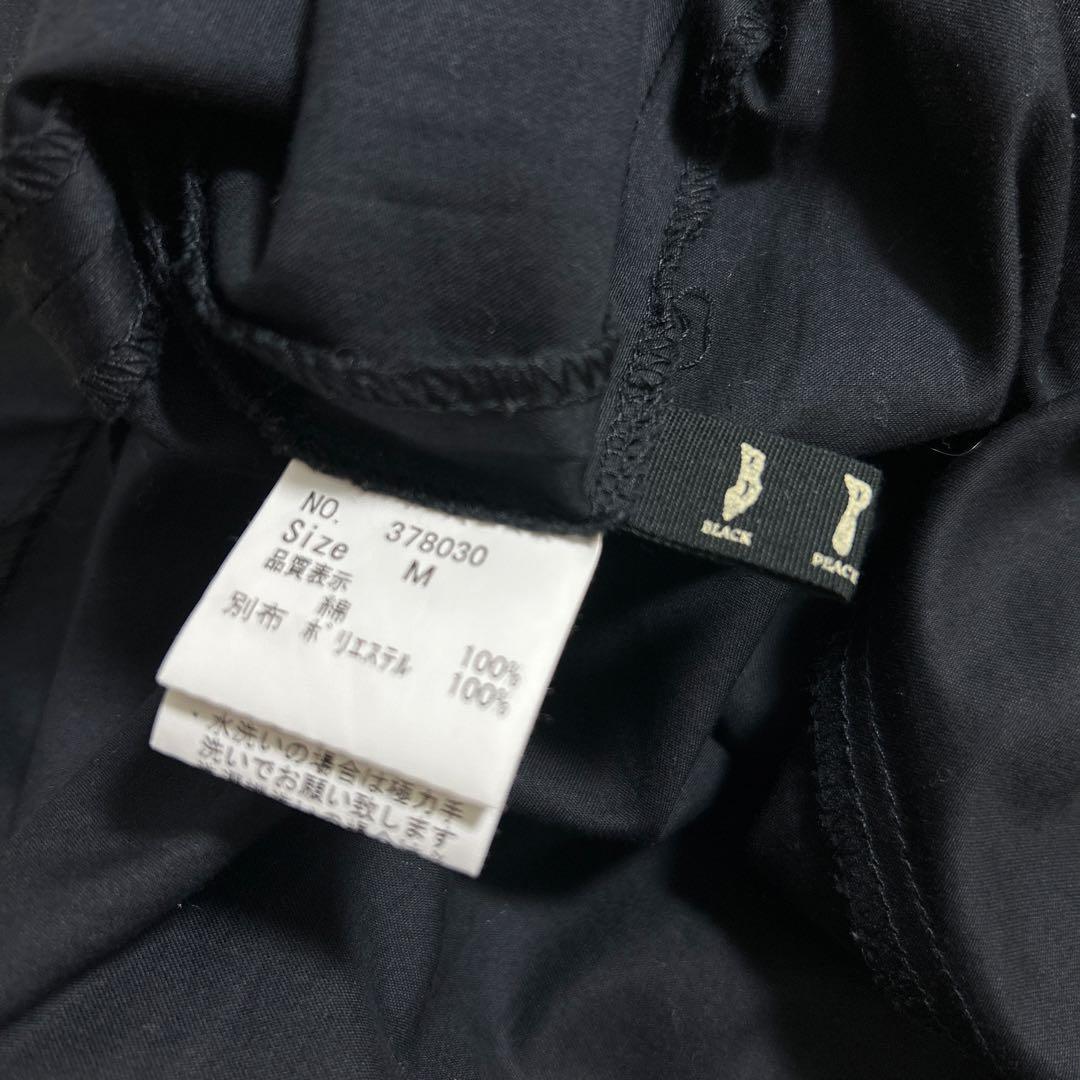 NO. 378030
Size M
品質表示
綿 100%
別布 ポリエステル 100%
・水洗いの場合は極力手
洗いでお願い致します
BLACK
PEACE